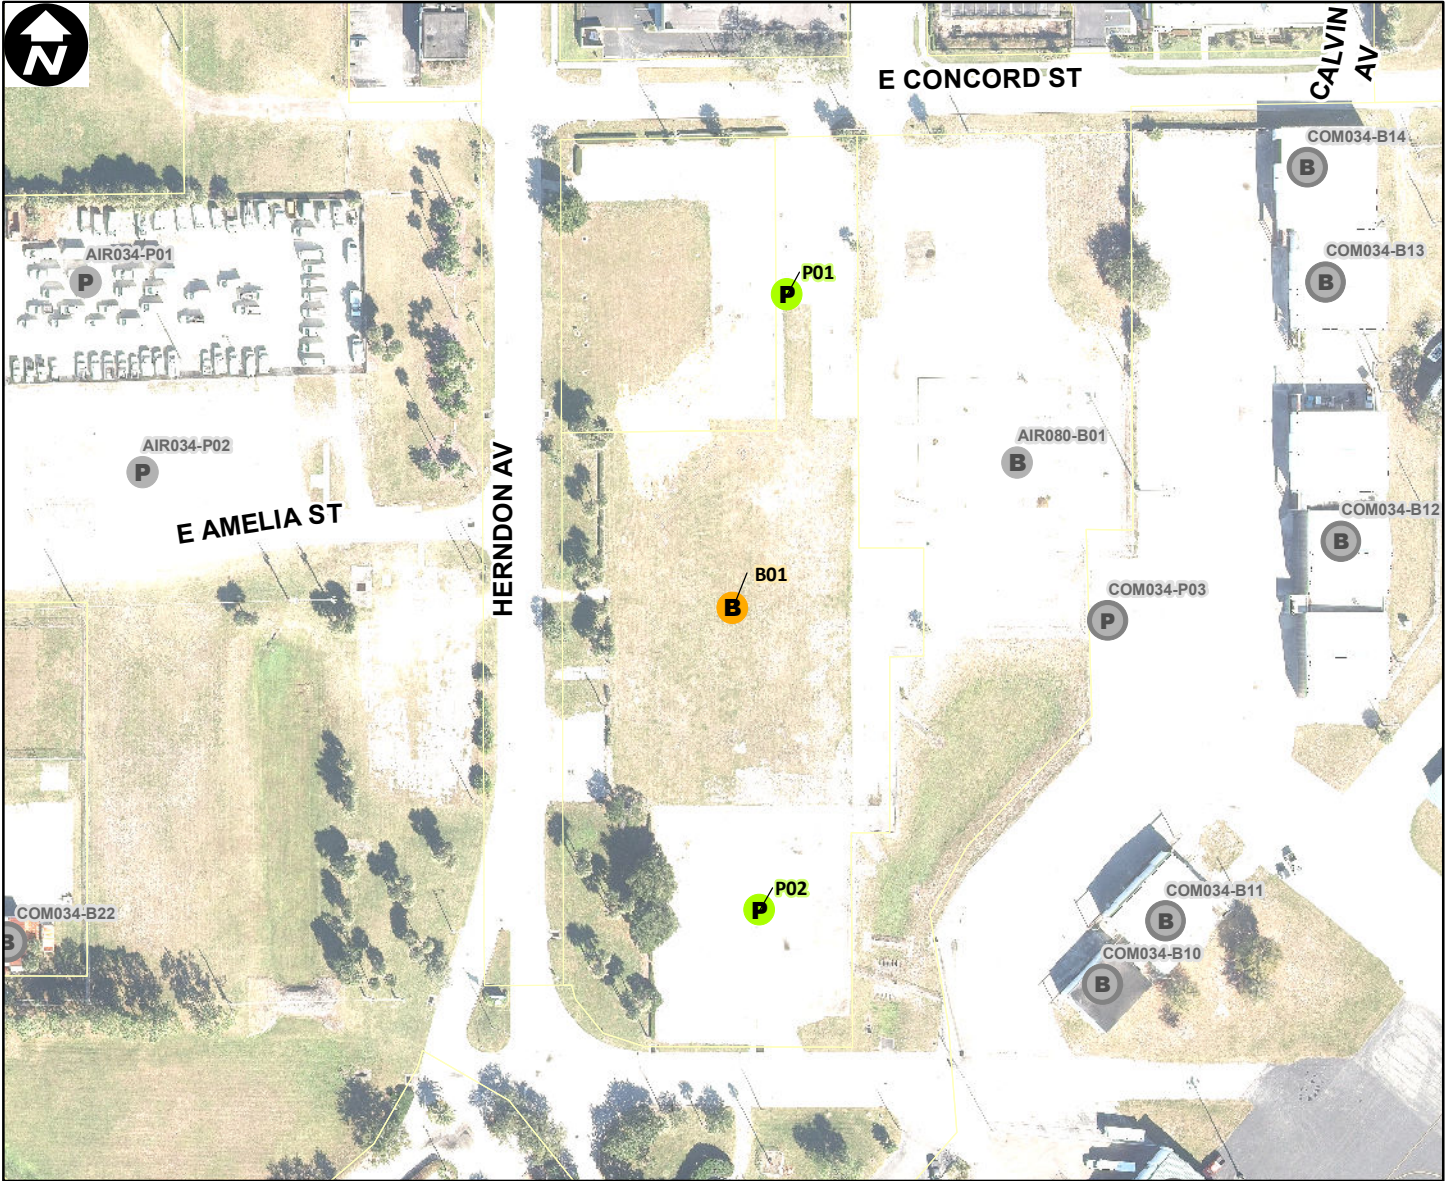 N
E CONCORD ST
CALVIN
AV
COM034-B14
B
COM034-B13
B
AIR034-P01
P
P01
P
AIR034-P02
P
AIR080-B01
B
HERNDON AV
E AMELIA ST
COM034-B12
B
B01
B
COM034-P03
P
P02
P
COM034-B11
B
COM034-B10
B
COM034-B22
B